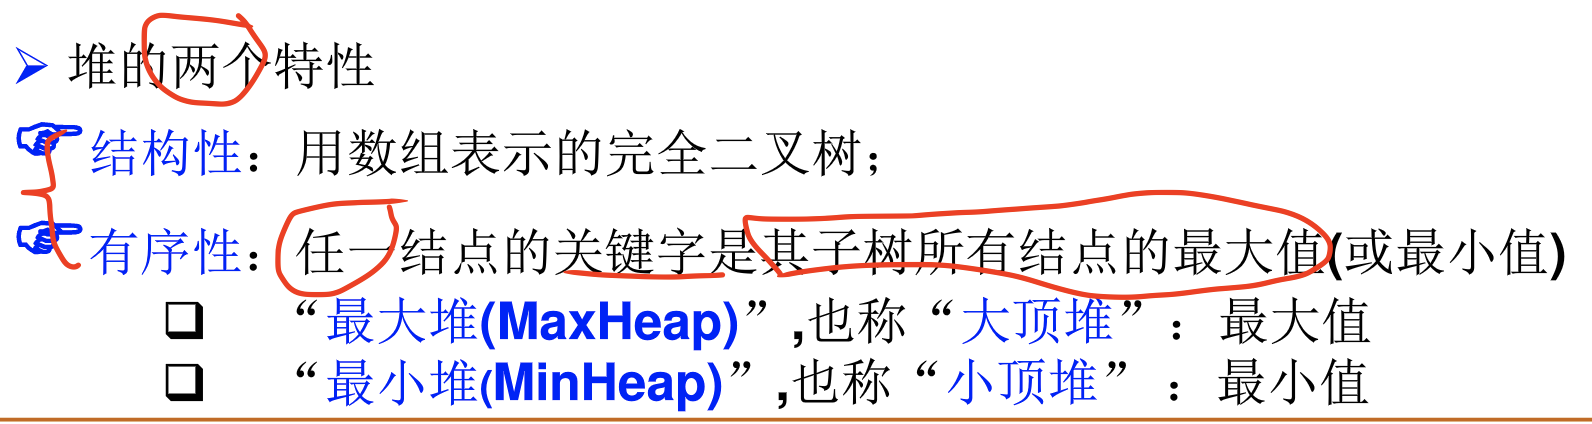 堆的两个特性
结构性：用数组表示的完全二叉树；
有序性：任一结点的关键字是其子树所有结点的最大值(或最小值)
“最大堆(MaxHeap)”,也称“大顶堆”：最大值
“最小堆(MinHeap)”,也称“小顶堆”：最小值